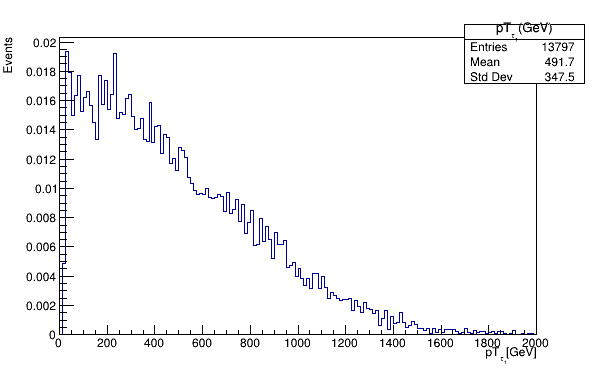 pT_τ₁(GeV)
Entries 13797
Mean 491.7
Std Dev 347.5
Events
0.02
0.018
0.016
0.014
0.012
0.01
0.008
0.006
0.004
0.002
0
0 200 400 600 800 1000 1200 1400 1600 1800 2000
pT_τ₁[GeV]